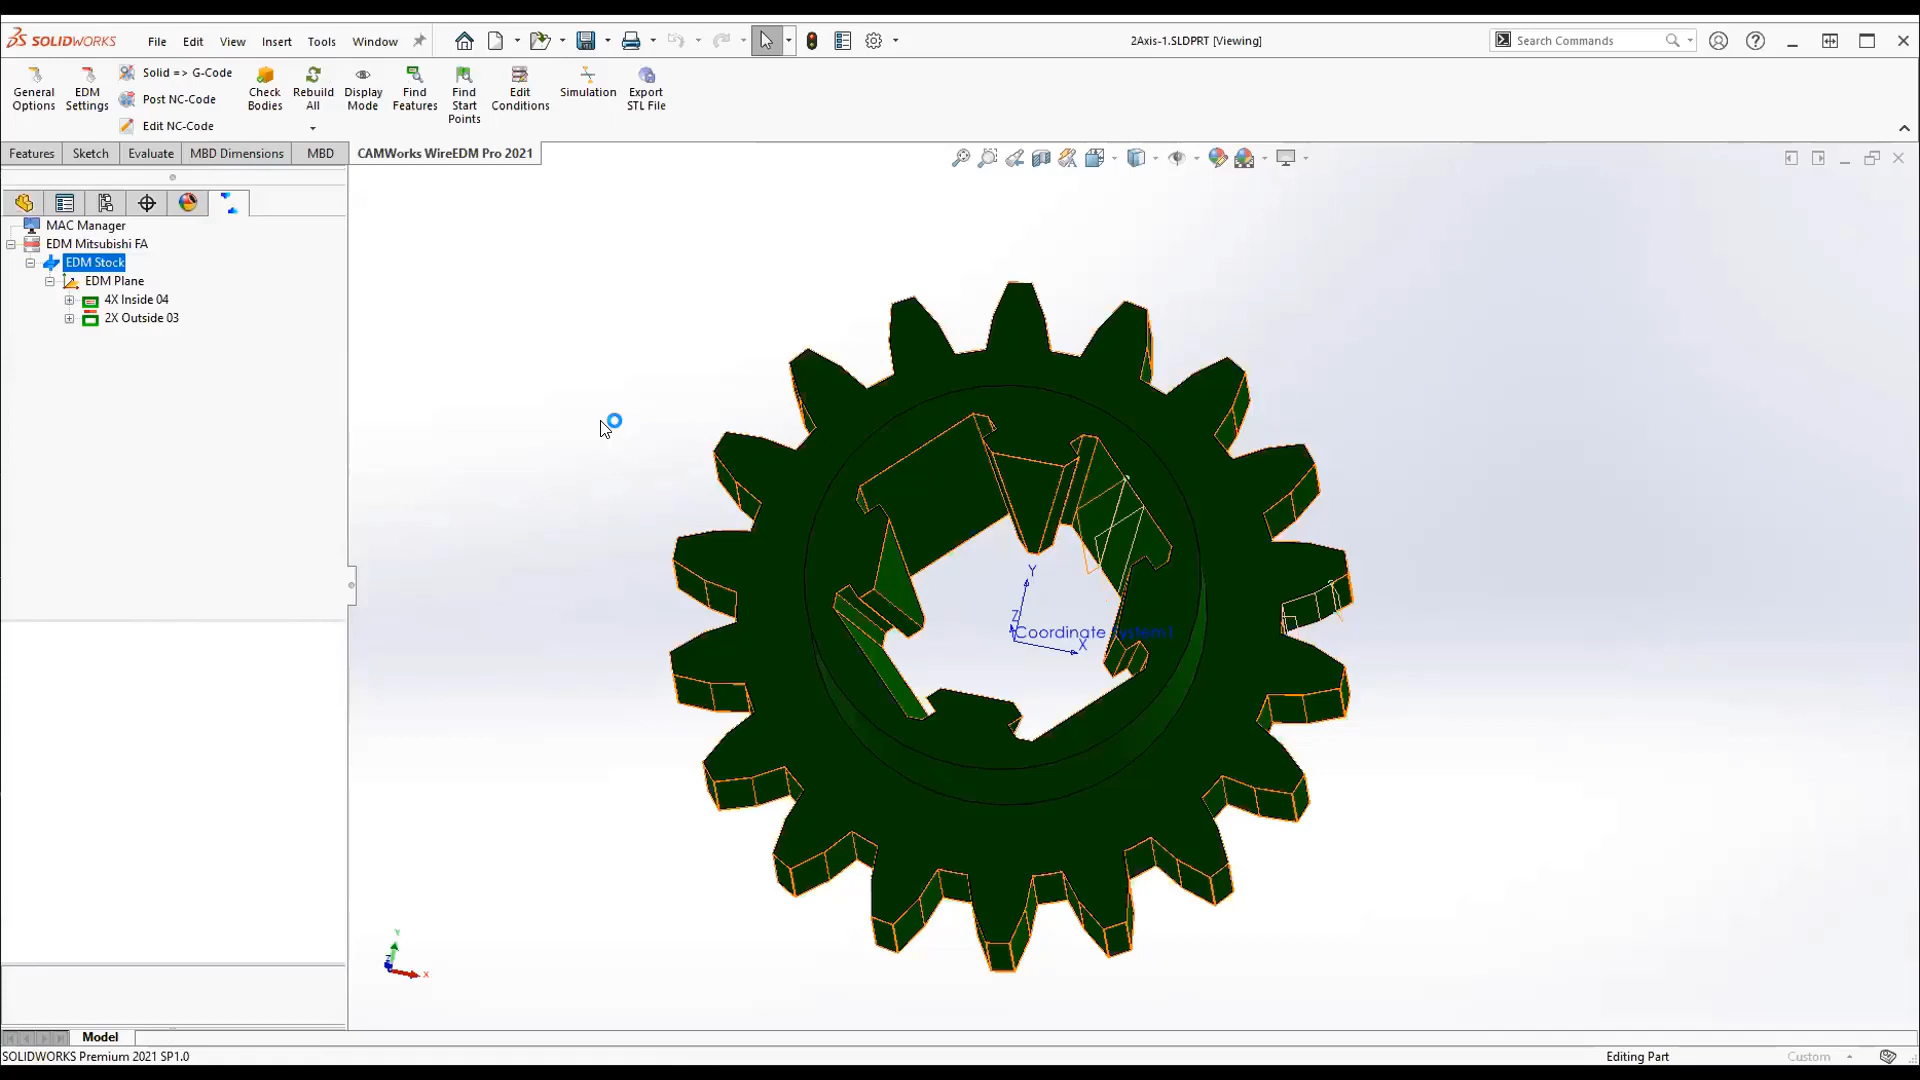 SOLIDWORKS File Edit View Insert Tools Window 2Axis-1.SLDPRT [Viewing] Search Commands
General Options
EDM Settings
Solid => G-Code
Post NC-Code
Edit NC-Code
Check Bodies
Rebuild All
Display Mode
Find Features
Find Start Points
Edit Conditions
Simulation
Export STL File
Features Sketch Evaluate MBD Dimensions MBD CAMWorks WireEDM Pro 2021
MAC Manager
EDM Mitsubishi FA
EDM Stock
EDM Plane
4X Inside 04
2X Outside 03
Y
Z
Coordinate System1
X
Y
Z
X
Model
SOLIDWORKS Premium 2021 SP1.0 Editing Part Custom